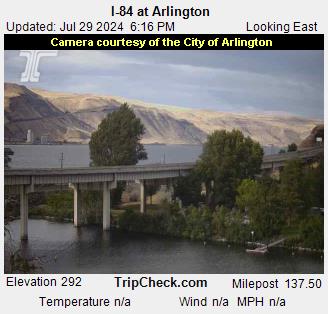 I-84 at Arlington
Updated: Jul 29 2024 6:16 PM Looking East
Camera courtesy of the City of Arlington
Elevation 292 TripCheck.com Milepost 137.50
Temperature n/a Wind n/a MPH n/a